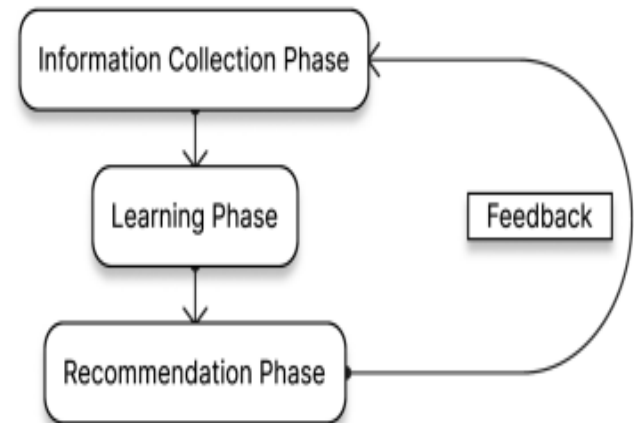 Information Collection Phase
Learning Phase
Feedback
Recommendation Phase